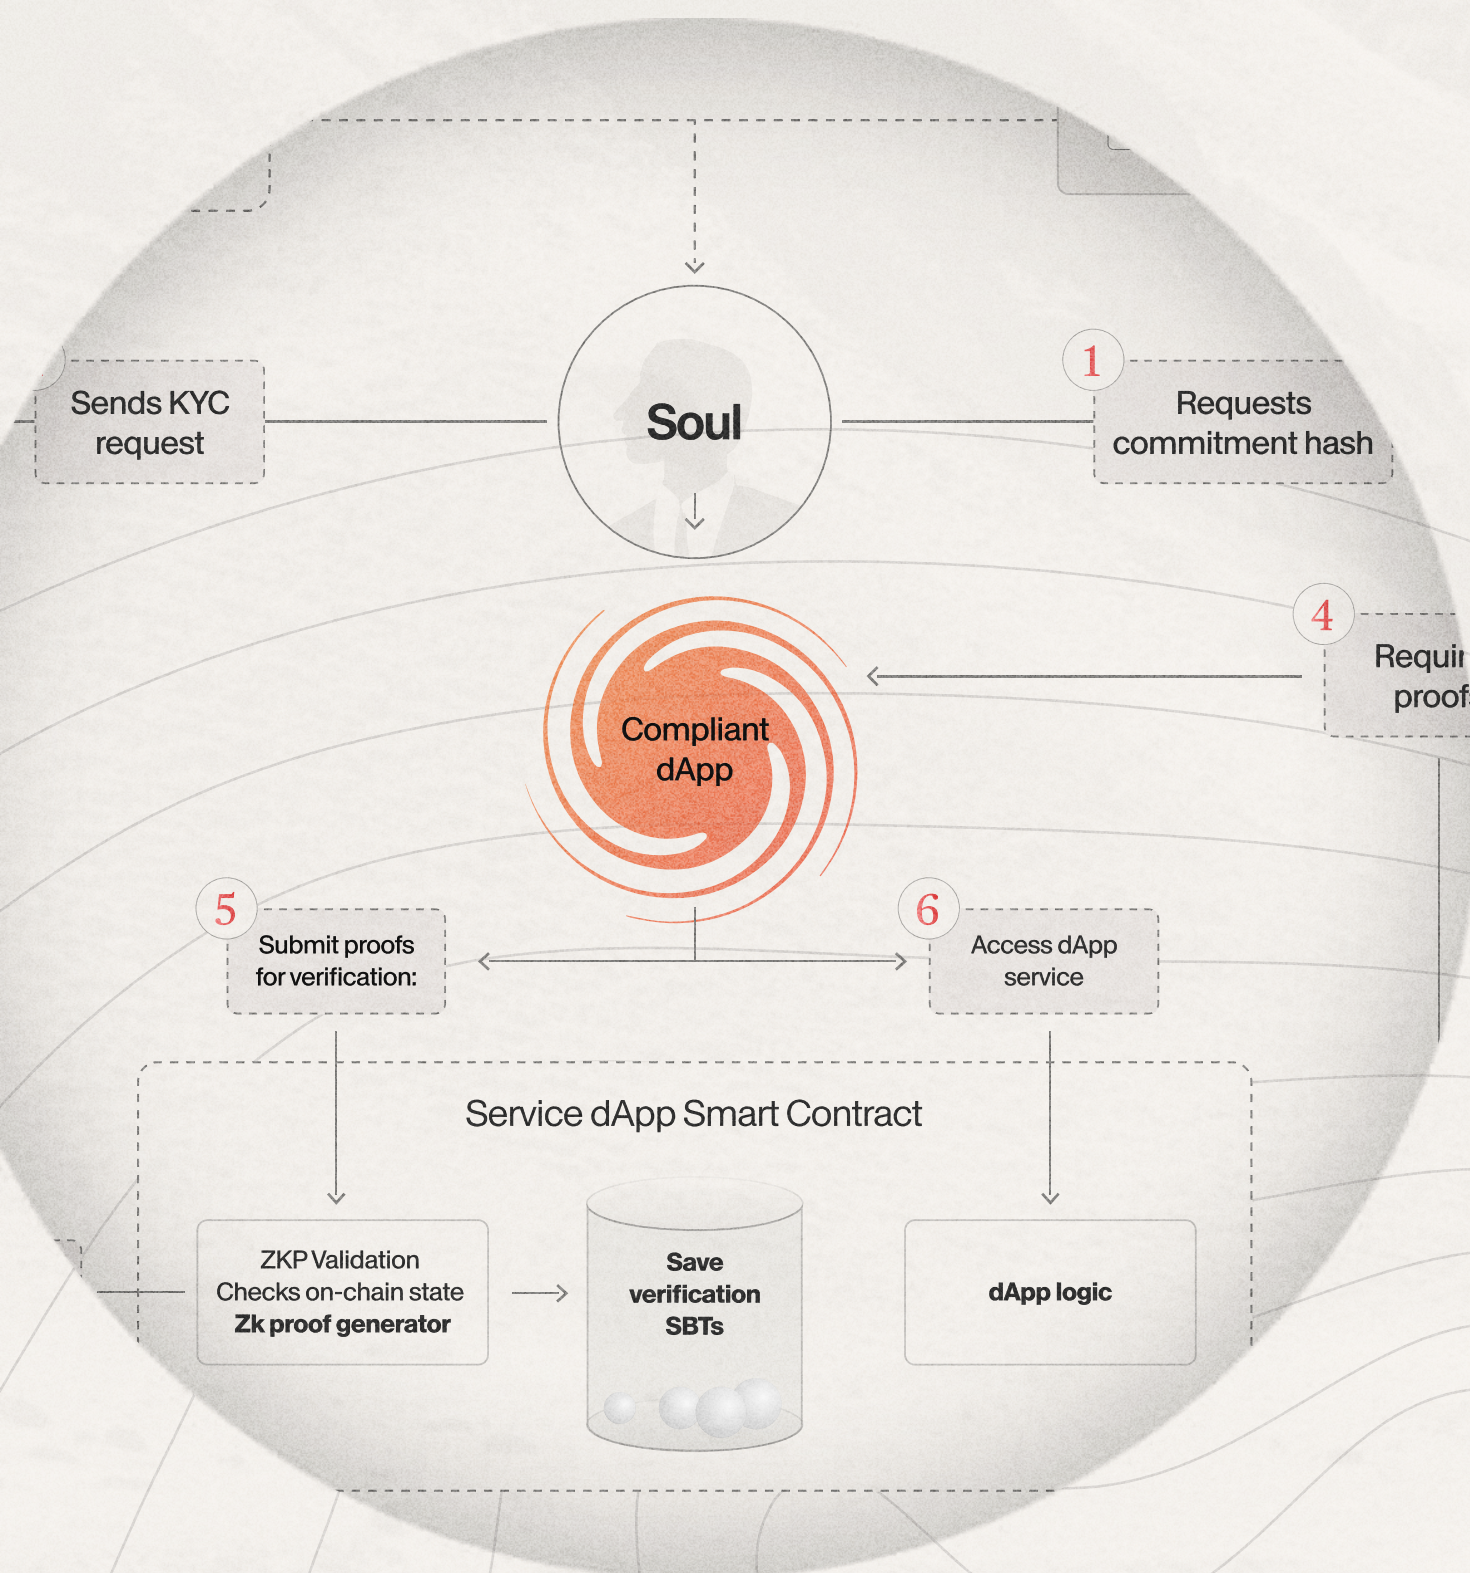 Sends KYC
request
Soul
1
Requests
commitment hash
4
Compliant
dApp
5
Submit proofs
for verification:
6
Access dApp
service
Service dApp Smart Contract
ZKP Validation
Checks on-chain state
Zk proof generator
Save
verification
SBTs
dApp logic